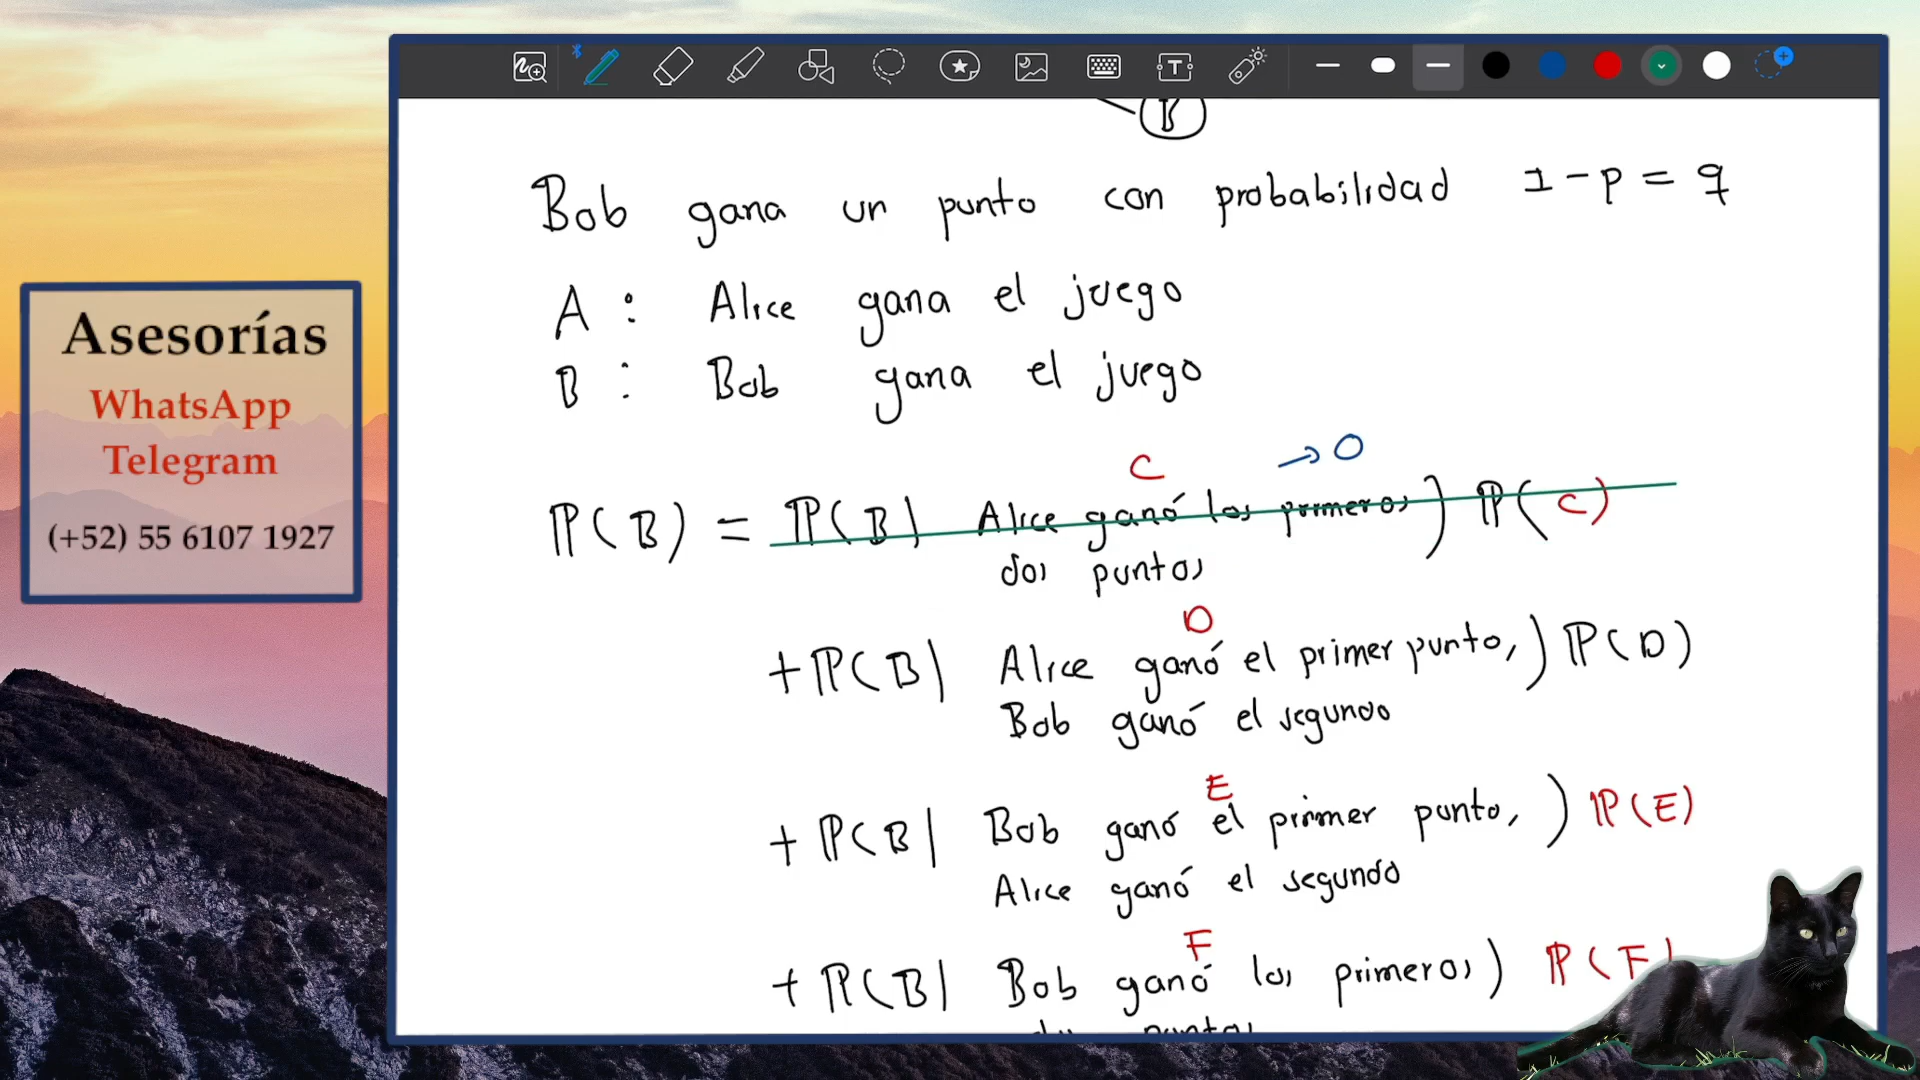 Asesorías
WhatsApp
Telegram
(+52) 55 6107 1927
B
Bob gana un punto con probabilidad 1 - p = q
A : Alice gana el juego
B : Bob gana el juego
C → 0
ℙ(B) = ℙ(B| Alice ganó los primeros) ℙ(C)
dos puntos
D
+ ℙ(B| Alice ganó el primer punto,) ℙ(D)
Bob ganó el segundo
E
+ ℙ(B| Bob ganó el primer punto, ) ℙ(E)
Alice ganó el segundo
F
+ ℙ(B| Bob ganó los primeros) ℙ(F)